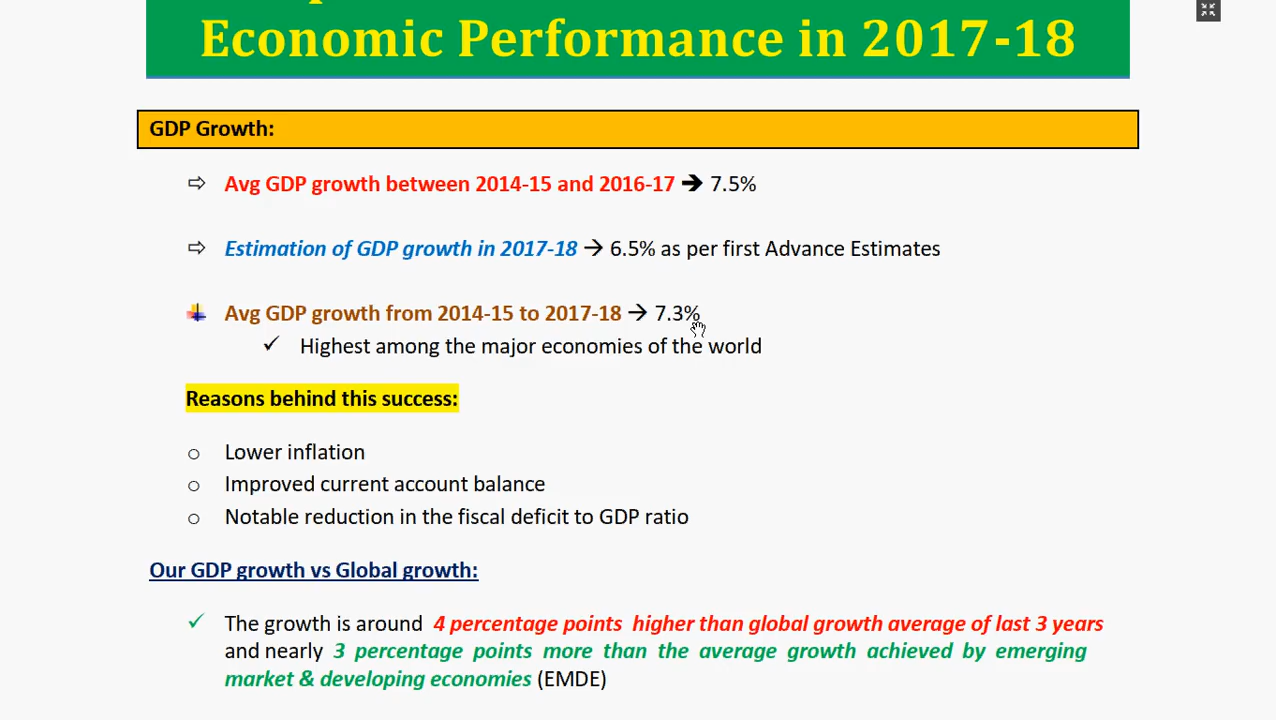 Economic Performance in 2017-18
GDP Growth:
⇨ Avg GDP growth between 2014-15 and 2016-17 ➔ 7.5%
⇨ Estimation of GDP growth in 2017-18 → 6.5% as per first Advance Estimates
Avg GDP growth from 2014-15 to 2017-18 → 7.3%
✓ Highest among the major economies of the world
Reasons behind this success:
o Lower inflation
o Improved current account balance
o Notable reduction in the fiscal deficit to GDP ratio
Our GDP growth vs Global growth:
✓ The growth is around 4 percentage points higher than global growth average of last 3 years
and nearly 3 percentage points more than the average growth achieved by emerging
market & developing economies (EMDE)